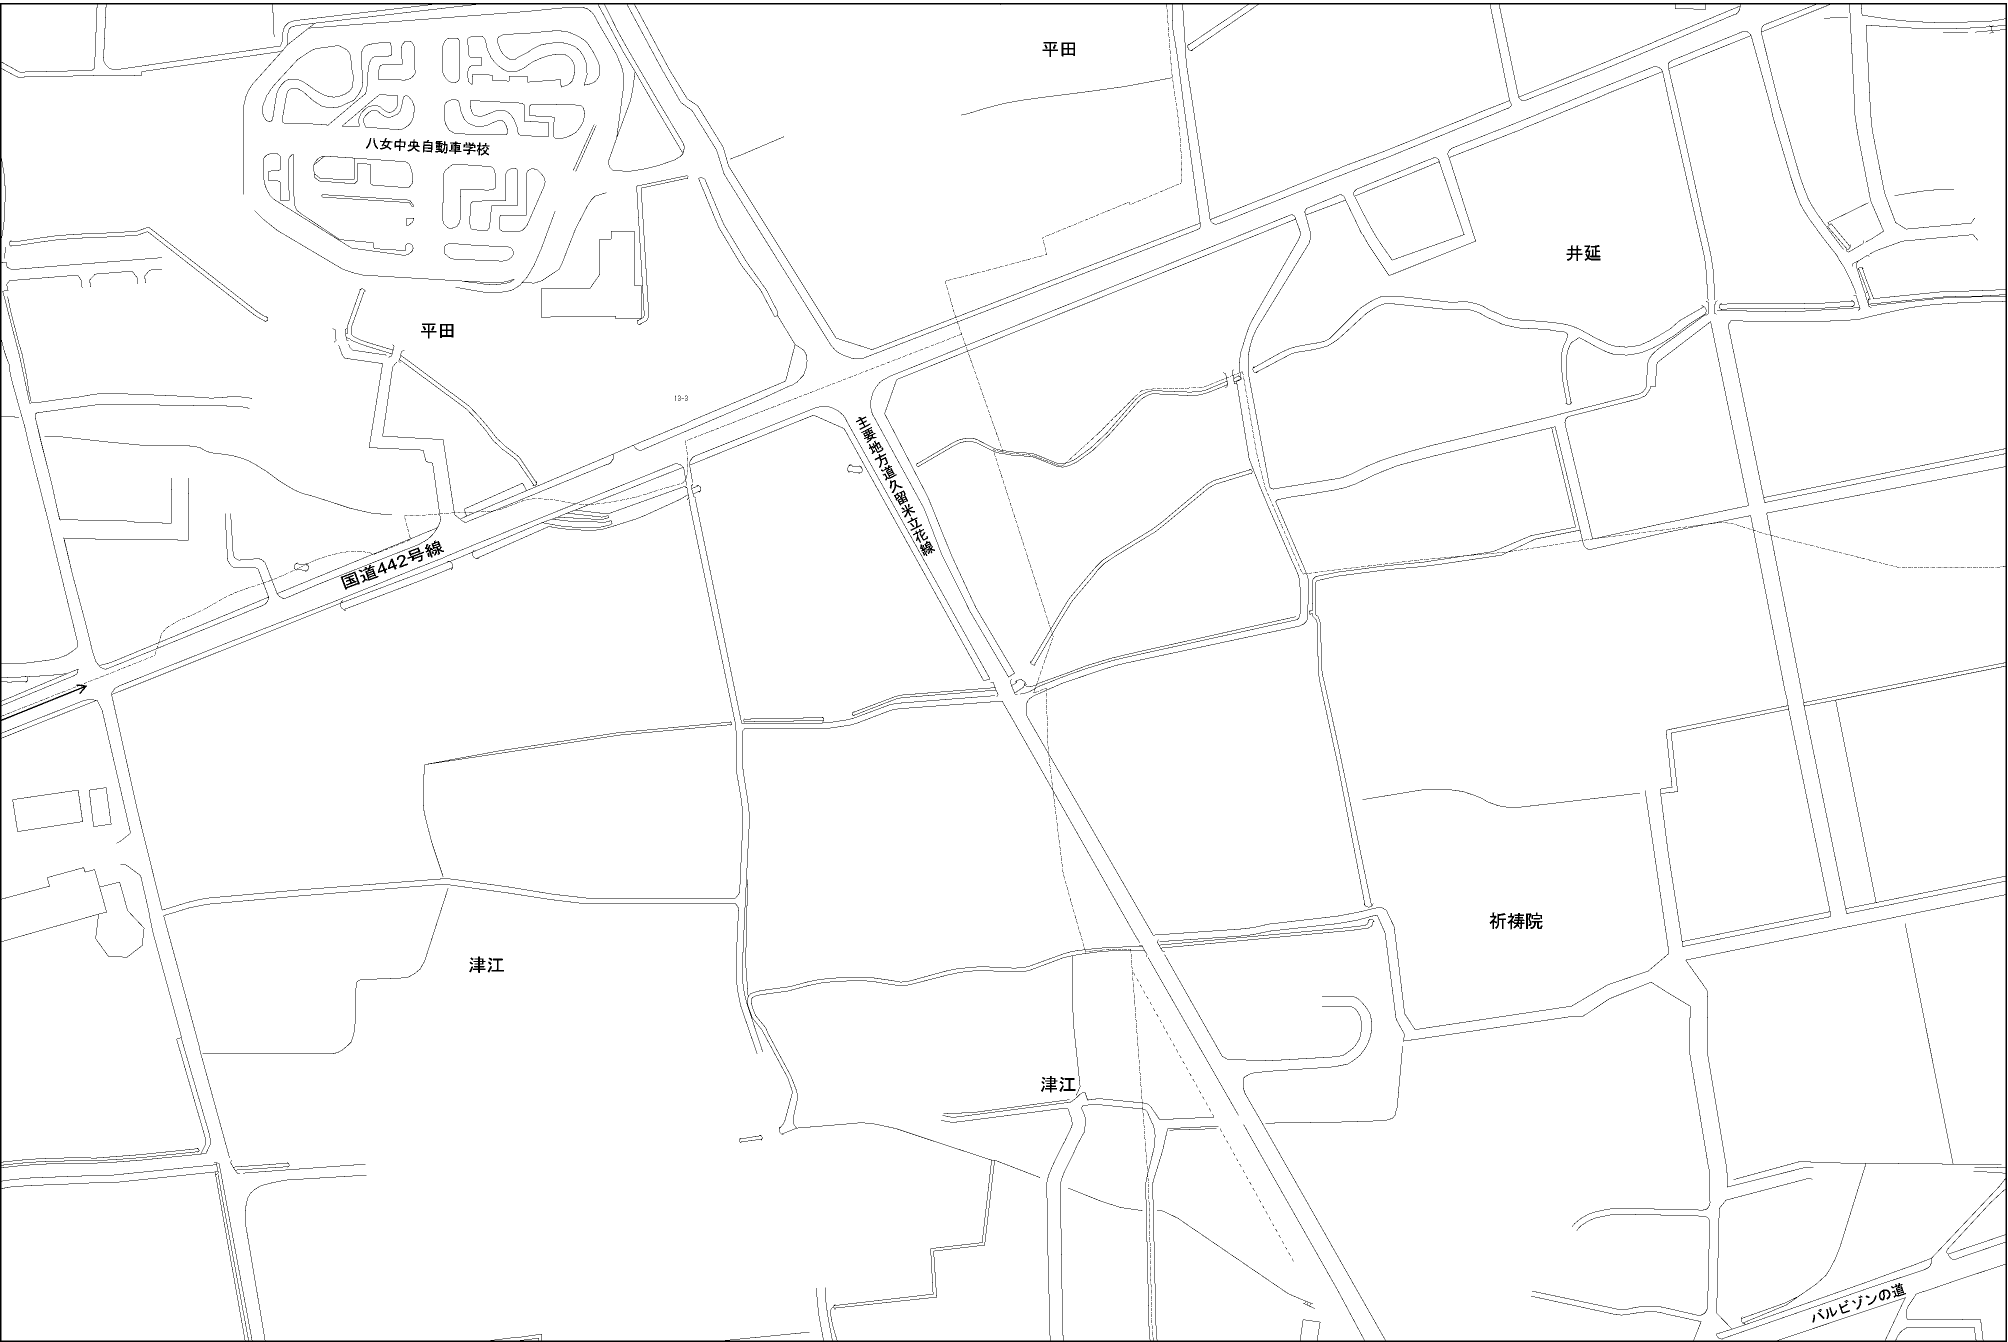 平田
八女中央自動車学校
井延
平田
13-3
主要地方道久留米立花線
国道442号線
祈祷院
津江
津江
バルビゾンの道